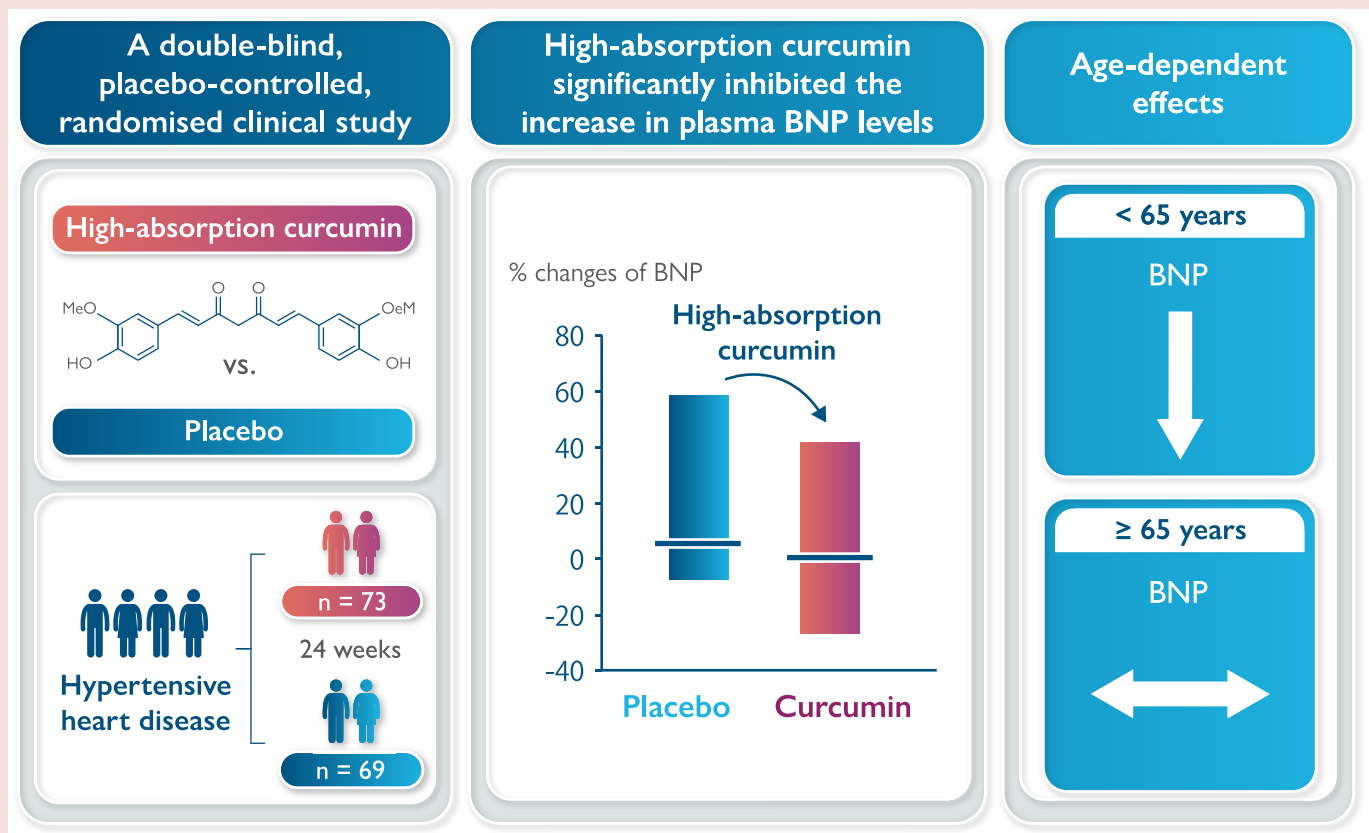 A double-blind,
placebo-controlled,
randomised clinical study
High-absorption curcumin
O O
MeO OeM
HO OH
vs.
Placebo
n = 73
24 weeks
Hypertensive
heart disease
n = 69
High-absorption curcumin
significantly inhibited the
increase in plasma BNP levels
% changes of BNP
High-absorption
curcumin
80
60
40
20
0
-20
-40
Placebo Curcumin
Age-dependent
effects
< 65 years
BNP
≥ 65 years
BNP